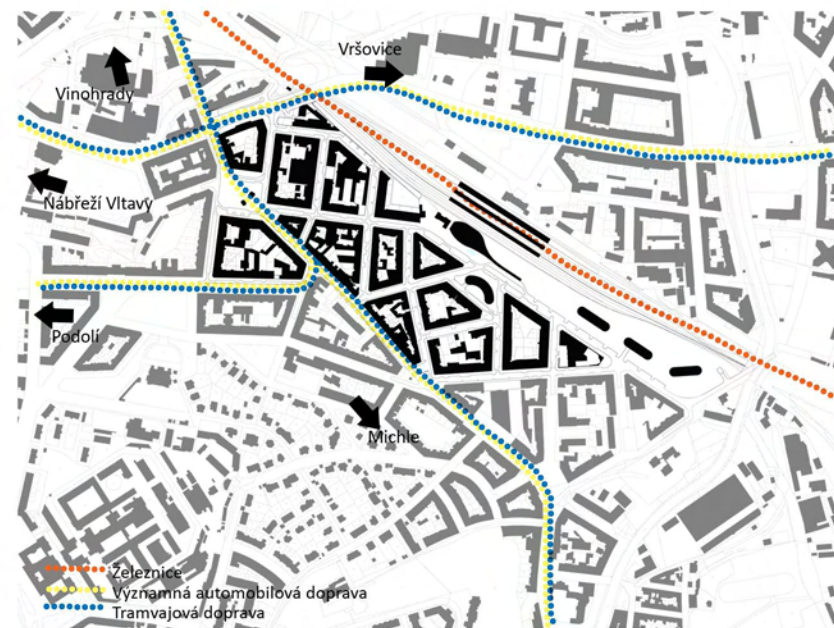 Vršovice
Vinohrady
Nábřeží Vltavy
Podolí
Michle
Železnice
Významná automobilová doprava
Tramvajová doprava